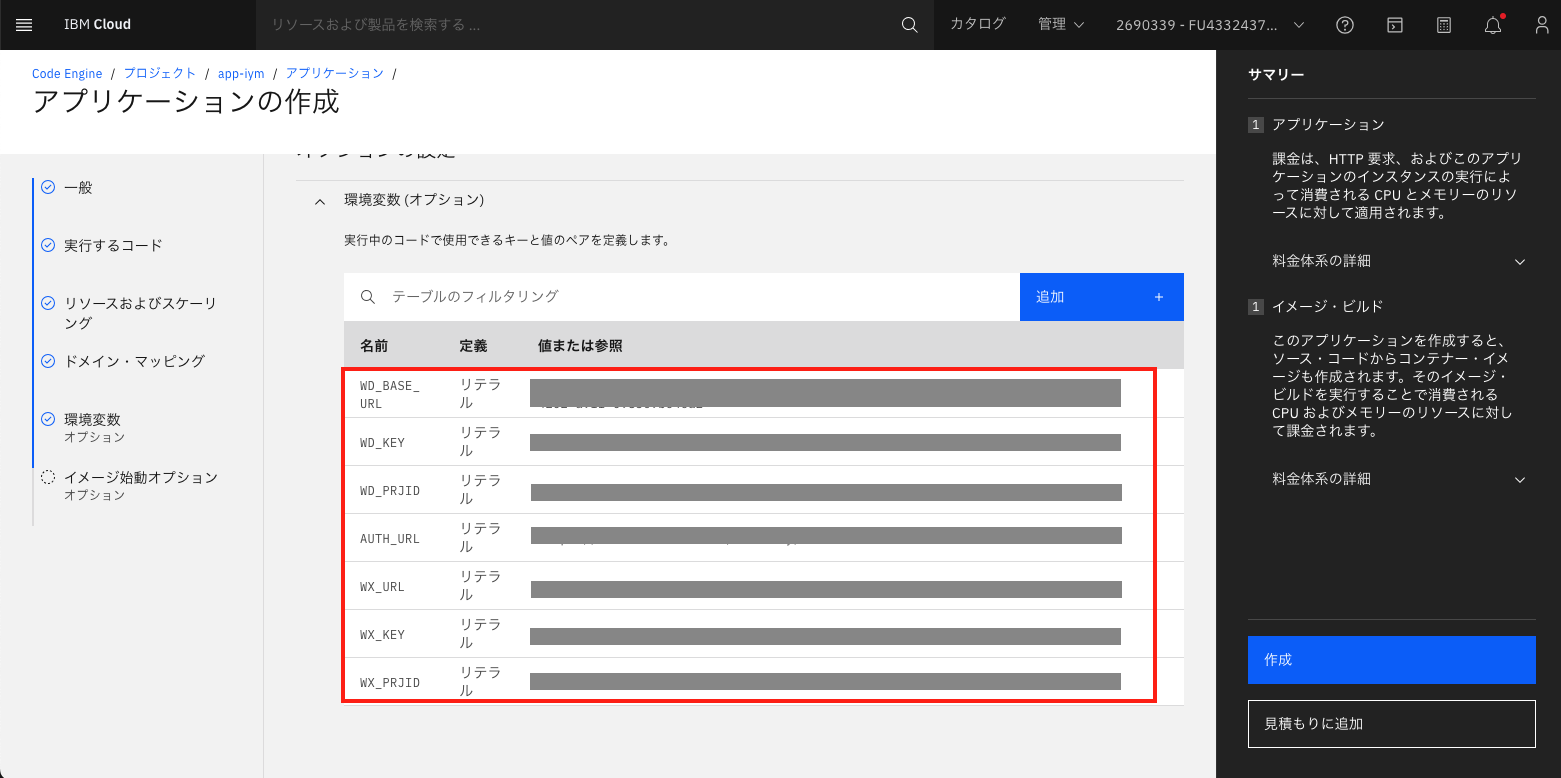 IBM Cloud
リソースおよび製品を検索する ...
カタログ
管理
2690339 - FU4332437...
Code Engine / プロジェクト / app-iym / アプリケーション /
アプリケーションの作成
一般
実行するコード
リソースおよびスケーリ
ング
ドメイン・マッピング
環境変数
オプション
イメージ始動オプション
オプション
環境変数 (オプション)
実行中のコードで使用できるキーと値のペアを定義します。
テーブルのフィルタリング
追加 +
名前 定義 値または参照
WD_BASE_
URL
リテラ
ル
WD_KEY
リテラ
ル
WD_PRJID
リテラ
ル
AUTH_URL
リテラ
ル
WX_URL
リテラ
ル
WX_KEY
リテラ
ル
WX_PRJID
リテラ
ル
サマリー
1 アプリケーション
課金は、HTTP 要求、およびこのアプリ
ケーションのインスタンスの実行によ
って消費される CPU とメモリーのリソ
ースに対して適用されます。
料金体系の詳細
1 イメージ・ビルド
このアプリケーションを作成すると、
ソース・コードからコンテナー・イメ
ージも作成されます。そのイメージ・
ビルドを実行することで消費される
CPU およびメモリーのリソースに対し
て課金されます。
料金体系の詳細
作成
見積もりに追加